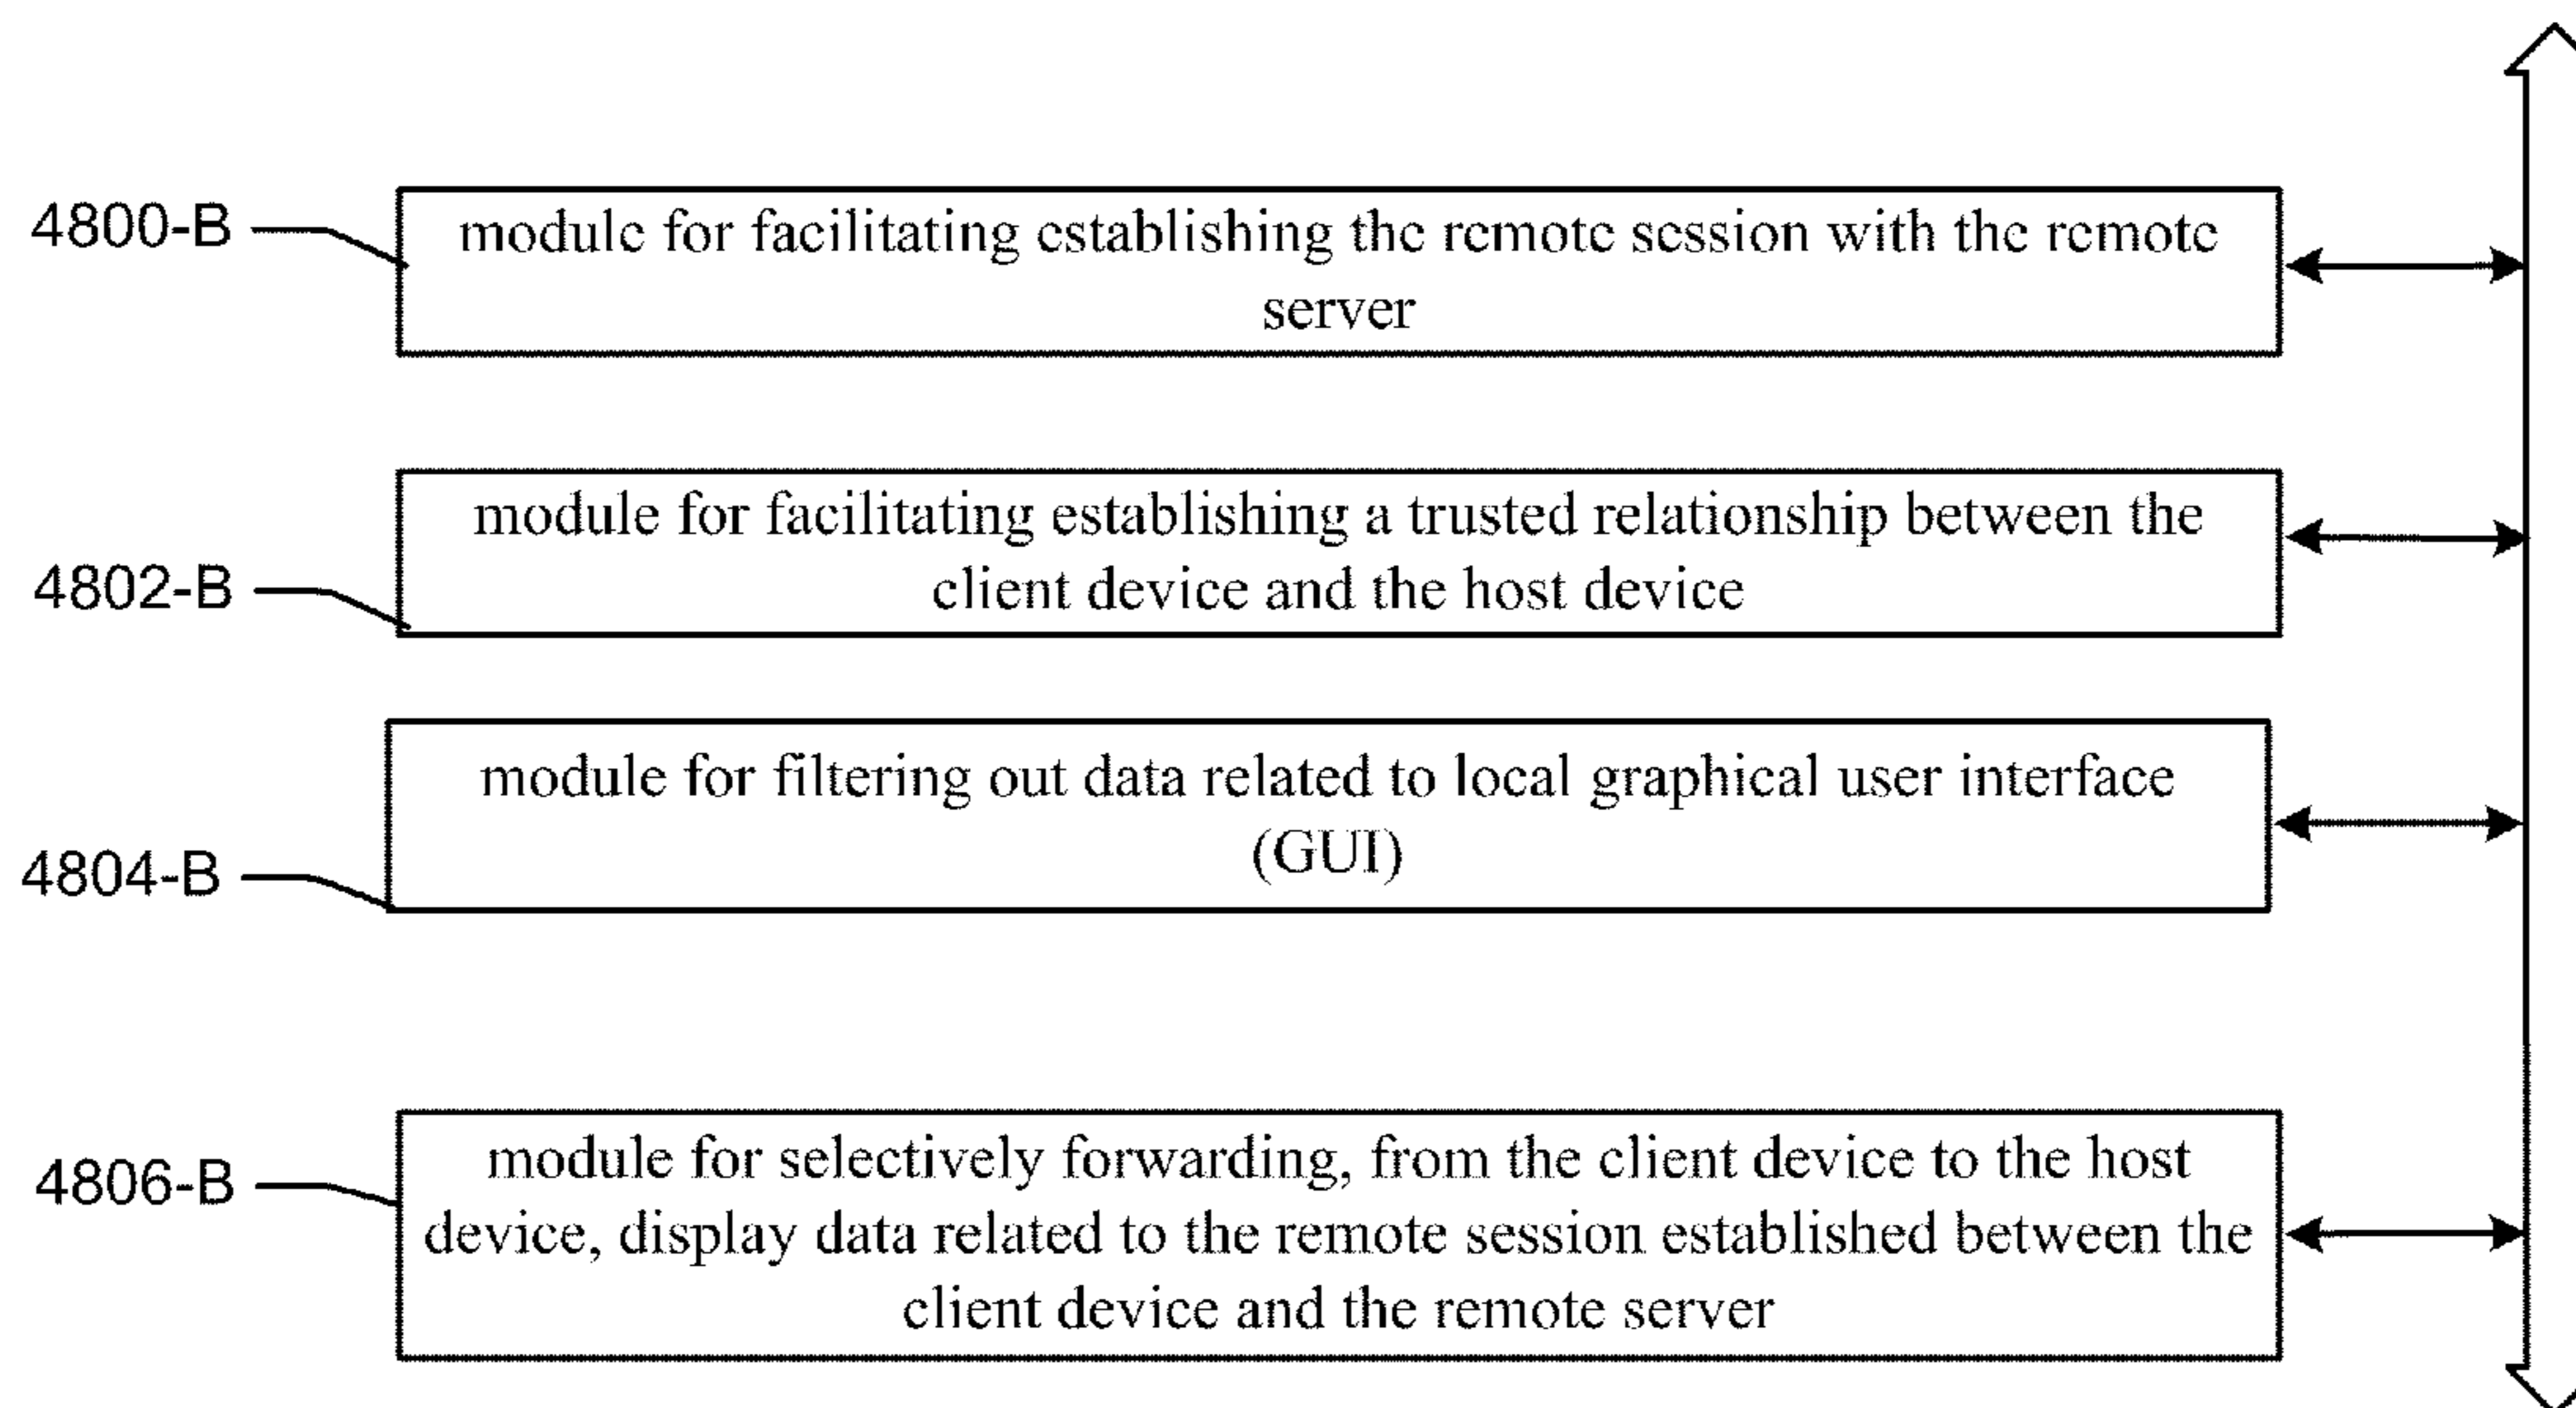 4800-B
module for facilitating establishing the remote session with the remote
server
module for facilitating establishing a trusted relationship between the
client device and the host device
4802-B
module for filtering out data related to local graphical user interface
(GUI)
4804-B
module for selectively forwarding, from the client device to the host
4806-B
device, display data related to the remote session established between the
client device and the remote server